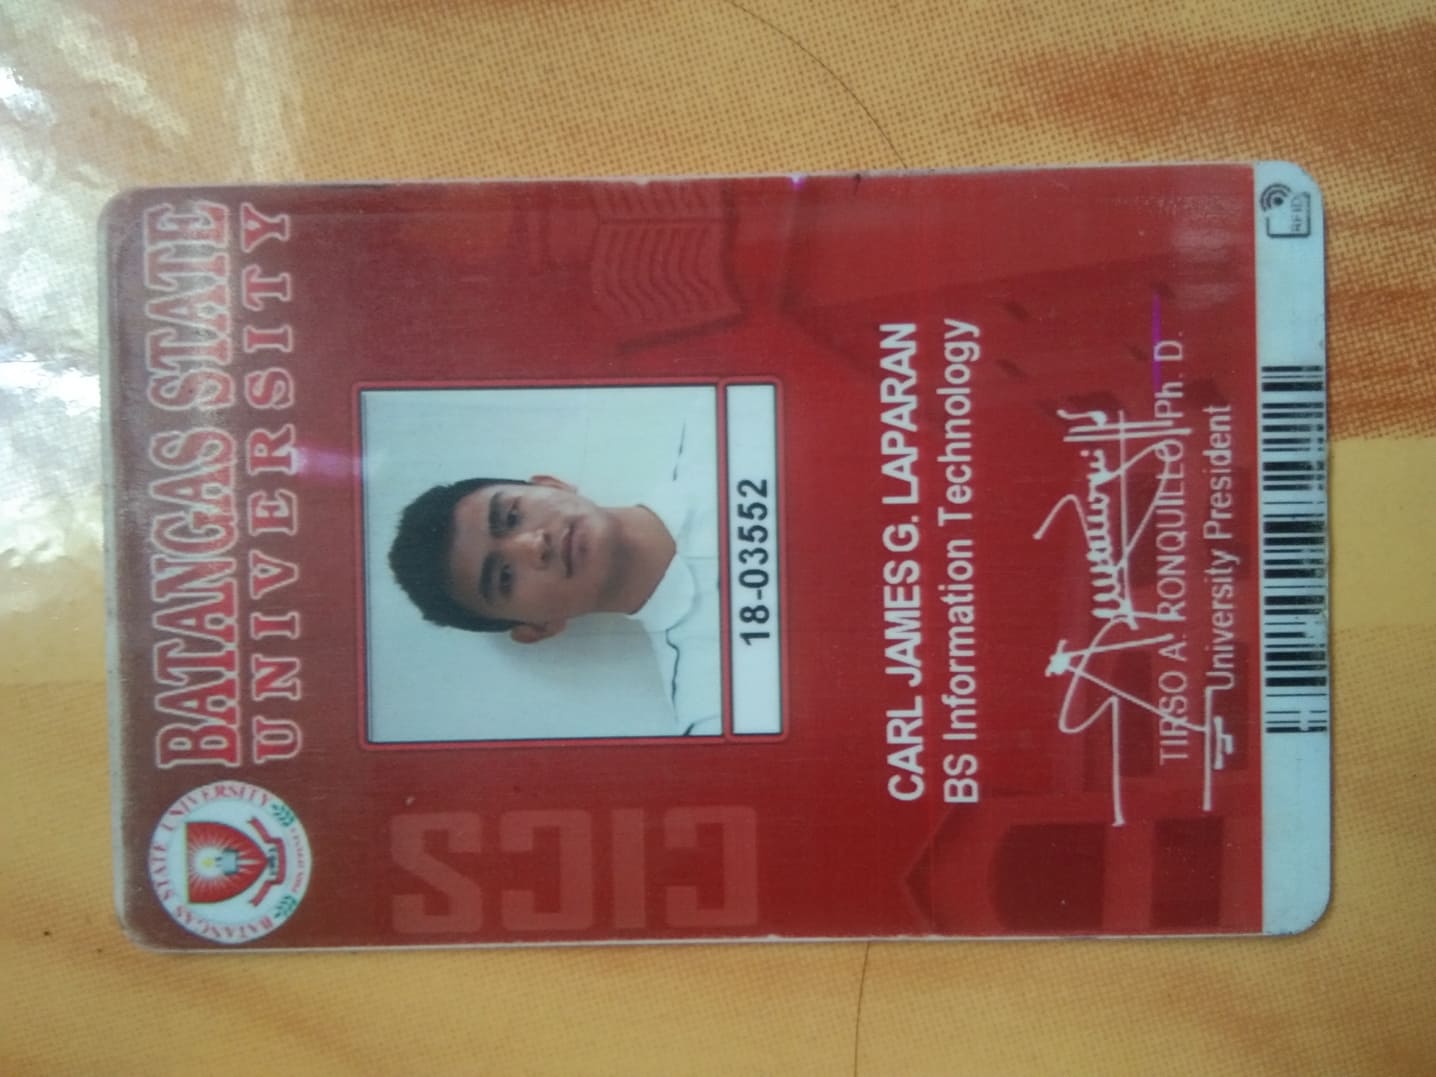 BATANGAS STATE
UNIVERSITY
BATANGAS STATE UNIVERSITY
CICS
18-03552
CARL JAMES G. LAPARAN
BS Information Technology
TIRSO A. RONQUILLO, Ph. D.
University President
RFID